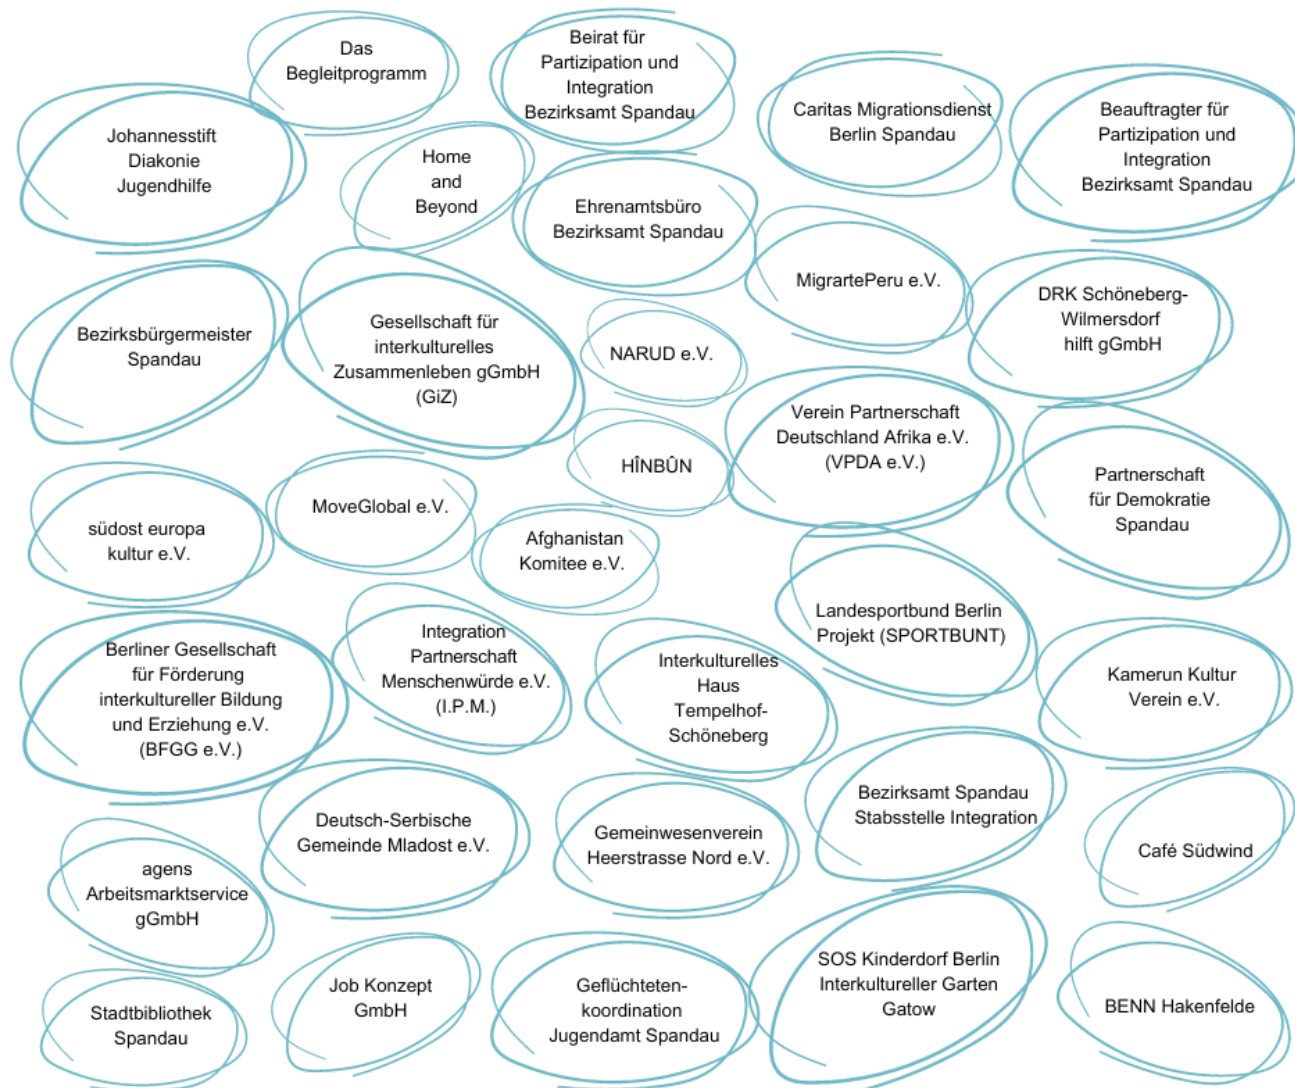 Das
Begleitprogramm
Beirat für
Partizipation und
Integration
Bezirksamt Spandau
Caritas Migrationsdienst
Berlin Spandau
Beauftragter für
Partizipation und
Integration
Bezirksamt Spandau
Johannesstift
Diakonie
Jugendhilfe
Home
and
Beyond
Ehrenamtsbüro
Bezirksamt Spandau
MigrartePeru e.V.
DRK Schöneberg-
Wilmersdorf
hilft gGmbH
Bezirksbürgermeister
Spandau
Gesellschaft für
interkulturelles
Zusammenleben gGmbH
(GiZ)
NARUD e.V.
Verein Partnerschaft
Deutschland Afrika e.V.
(VPDA e.V.)
HÎNBÛN
Partnerschaft
für Demokratie
Spandau
südost europa
kultur e.V.
MoveGlobal e.V.
Afghanistan
Komitee e.V.
Landesportbund Berlin
Projekt (SPORTBUNT)
Berliner Gesellschaft
für Förderung
interkultureller Bildung
und Erziehung e.V.
(BFGG e.V.)
Integration
Partnerschaft
Menschenwürde e.V.
(I.P.M.)
Interkulturelles
Haus
Tempelhof-
Schöneberg
Kamerun Kultur
Verein e.V.
Deutsch-Serbische
Gemeinde Mladost e.V.
Gemeinwesenverein
Heerstrasse Nord e.V.
Bezirksamt Spandau
Stabsstelle Integration
Café Südwind
agens
Arbeitsmarktservice
gGmbH
Stadtbibliothek
Spandau
Job Konzept
GmbH
Geflüchteten-
koordination
Jugendamt Spandau
SOS Kinderdorf Berlin
Interkultureller Garten
Gatow
BENN Hakenfelde